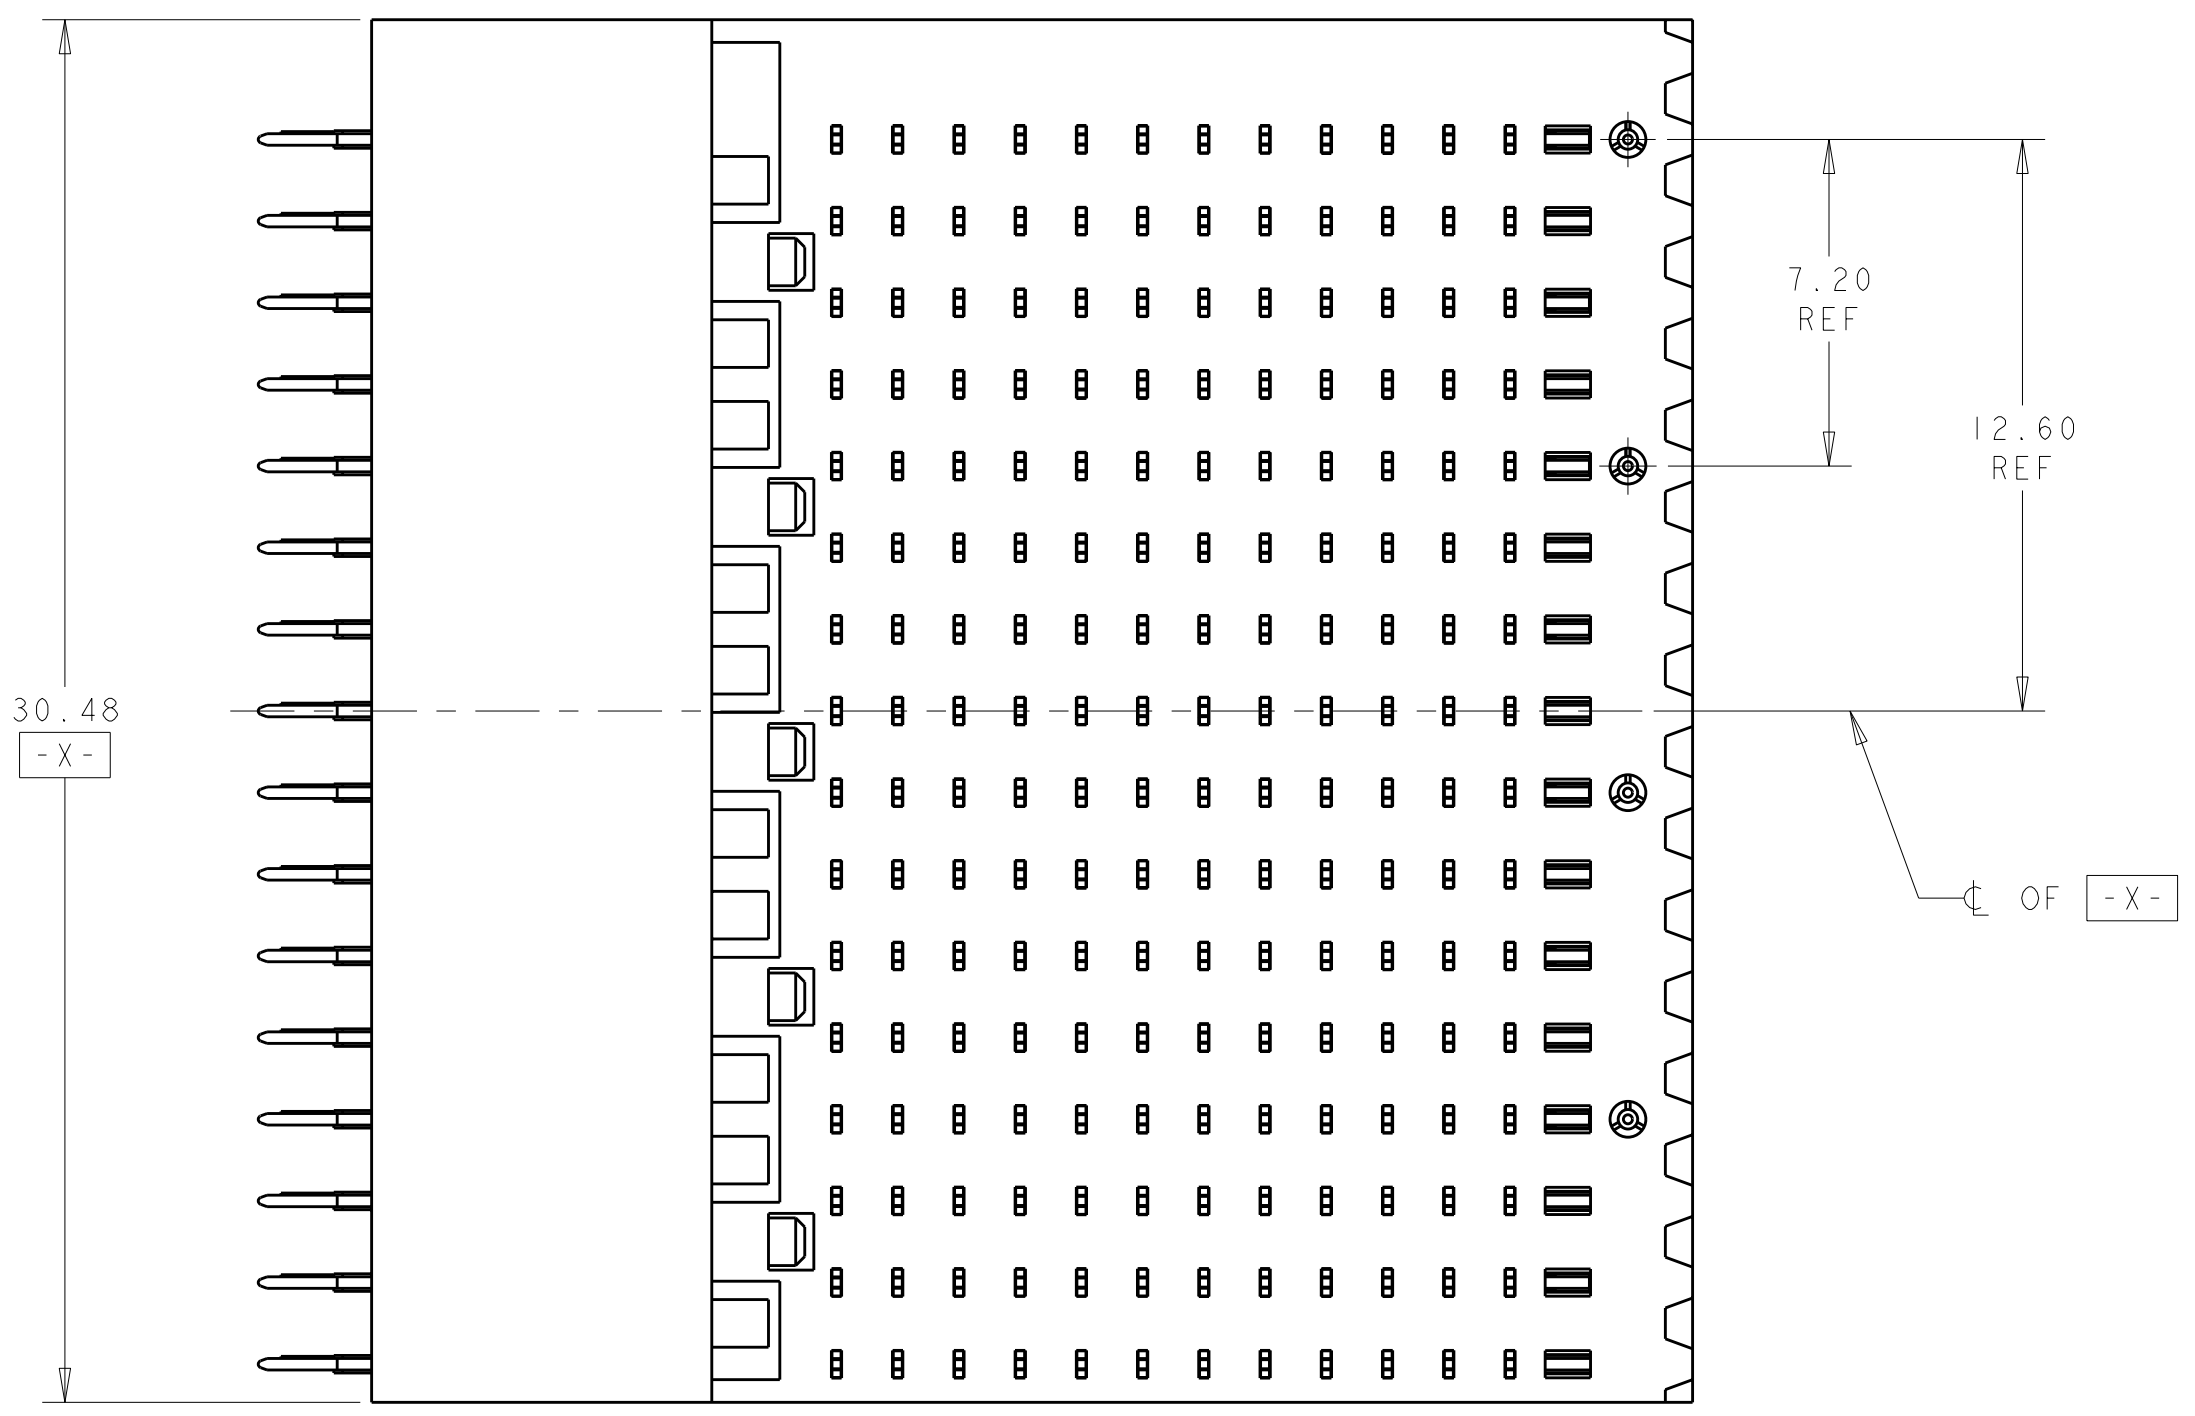 7.20
REF
12.60
REF
30.48
-X-
℄ OF -X-